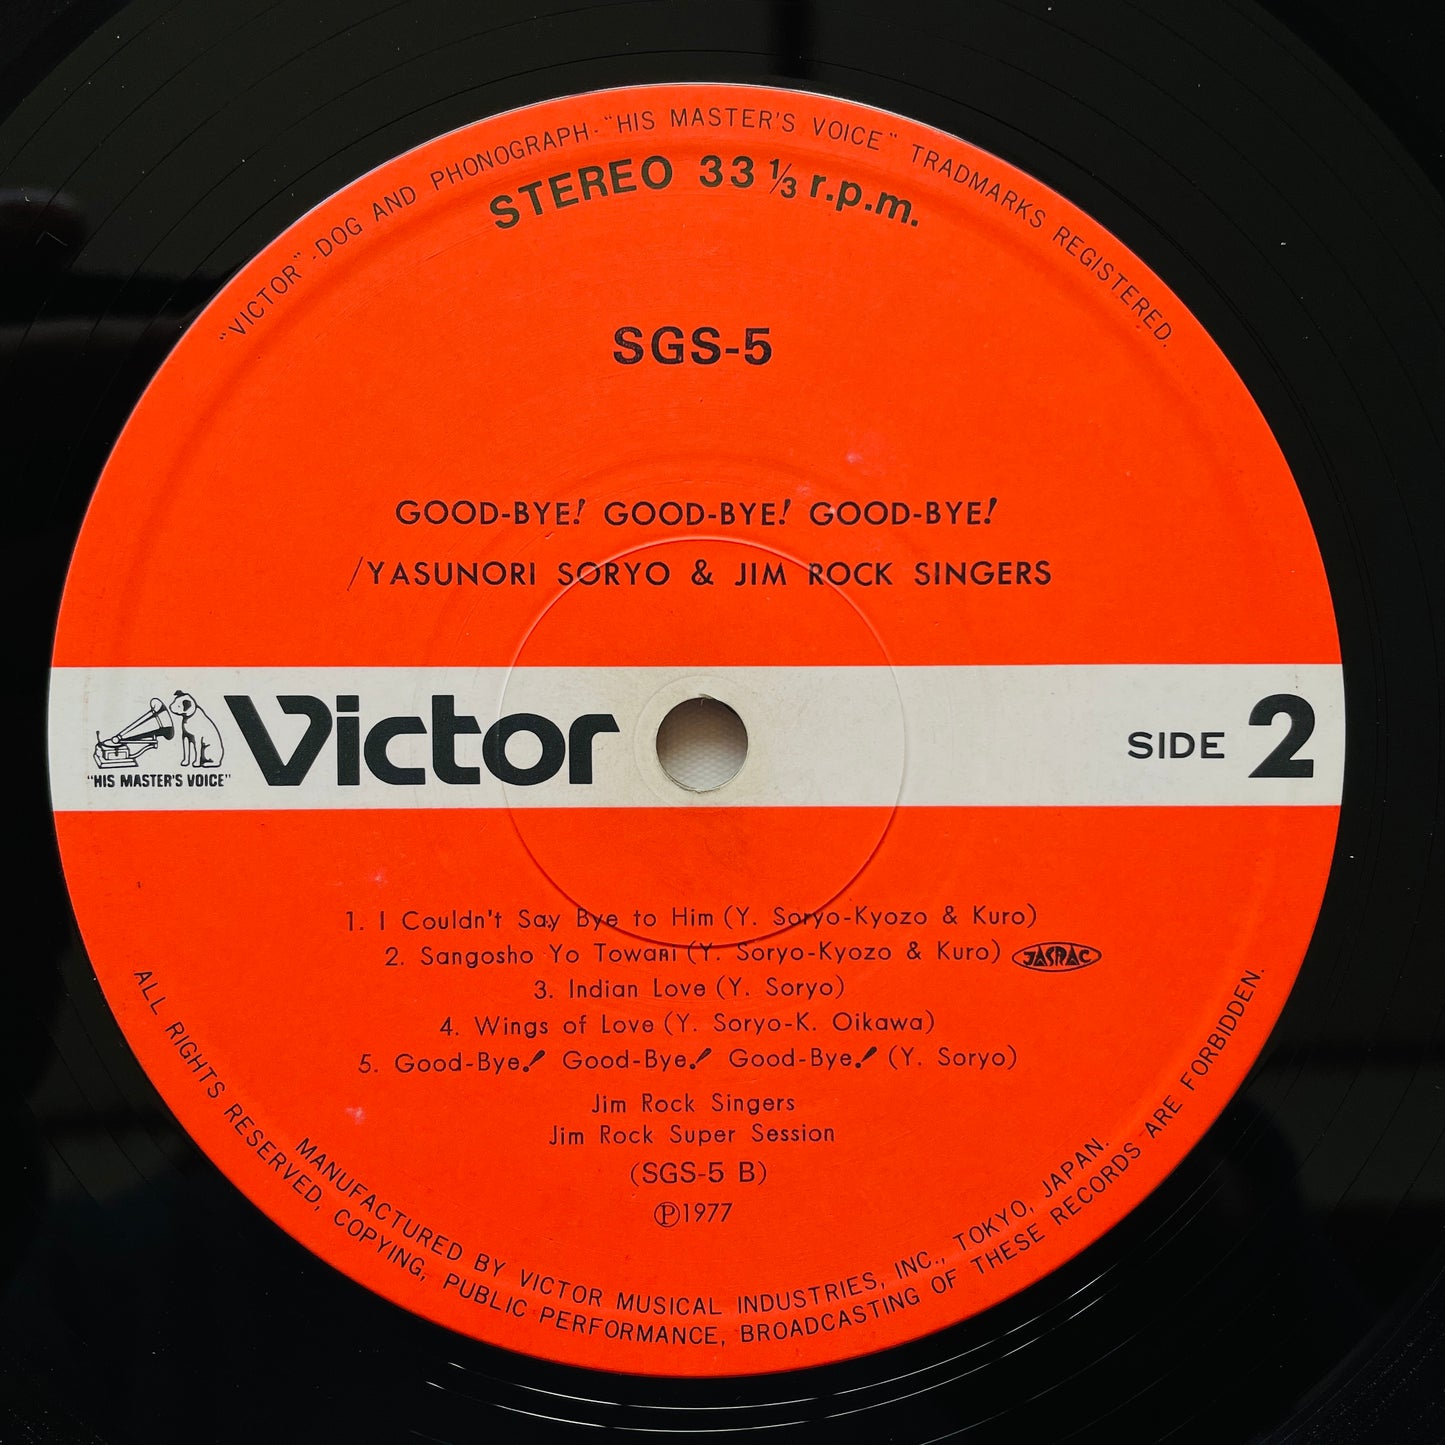 "VICTOR"-DOG AND PHONOGRAPH-"HIS MASTER'S VOICE" TRADMARKS REGISTERED.
STEREO 33 1/3 r.p.m.
SGS-5
GOOD-BYE! GOOD-BYE! GOOD-BYE!
/YASUNORI SORYO & JIM ROCK SINGERS
"HIS MASTER'S VOICE"
Victor
SIDE 2
1. I Couldn't Say Bye to Him (Y. Soryo-Kyozo & Kuro)
2. Sangosho Yo Towani (Y. Soryo-Kyozo & Kuro) JASRAC
3. Indian Love (Y. Soryo)
4. Wings of Love (Y. Soryo-K. Oikawa)
5. Good-Bye! Good-Bye! Good-Bye! (Y. Soryo)
Jim Rock Singers
Jim Rock Super Session
(SGS-5 B)
Ⓟ1977
MANUFACTURED BY VICTOR MUSICAL INDUSTRIES, INC., TOKYO, JAPAN.
ALL RIGHTS RESERVED, COPYING, PUBLIC PERFORMANCE, BROADCASTING OF THESE RECORDS ARE FORBIDDEN.